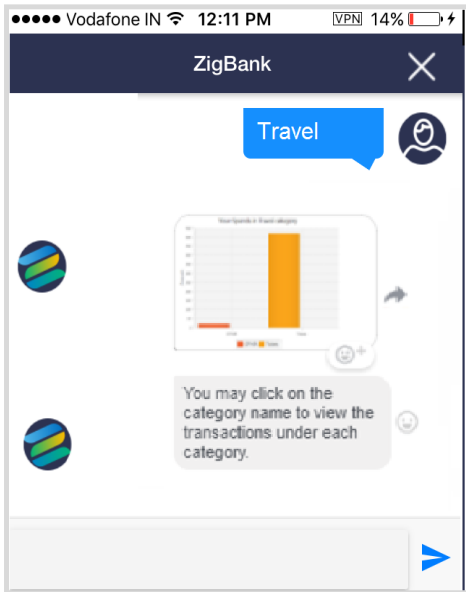 Vodafone IN 12:11 PM VPN 14%
ZigBank
Travel
You may click on the
category name to view the
transactions under each
category.